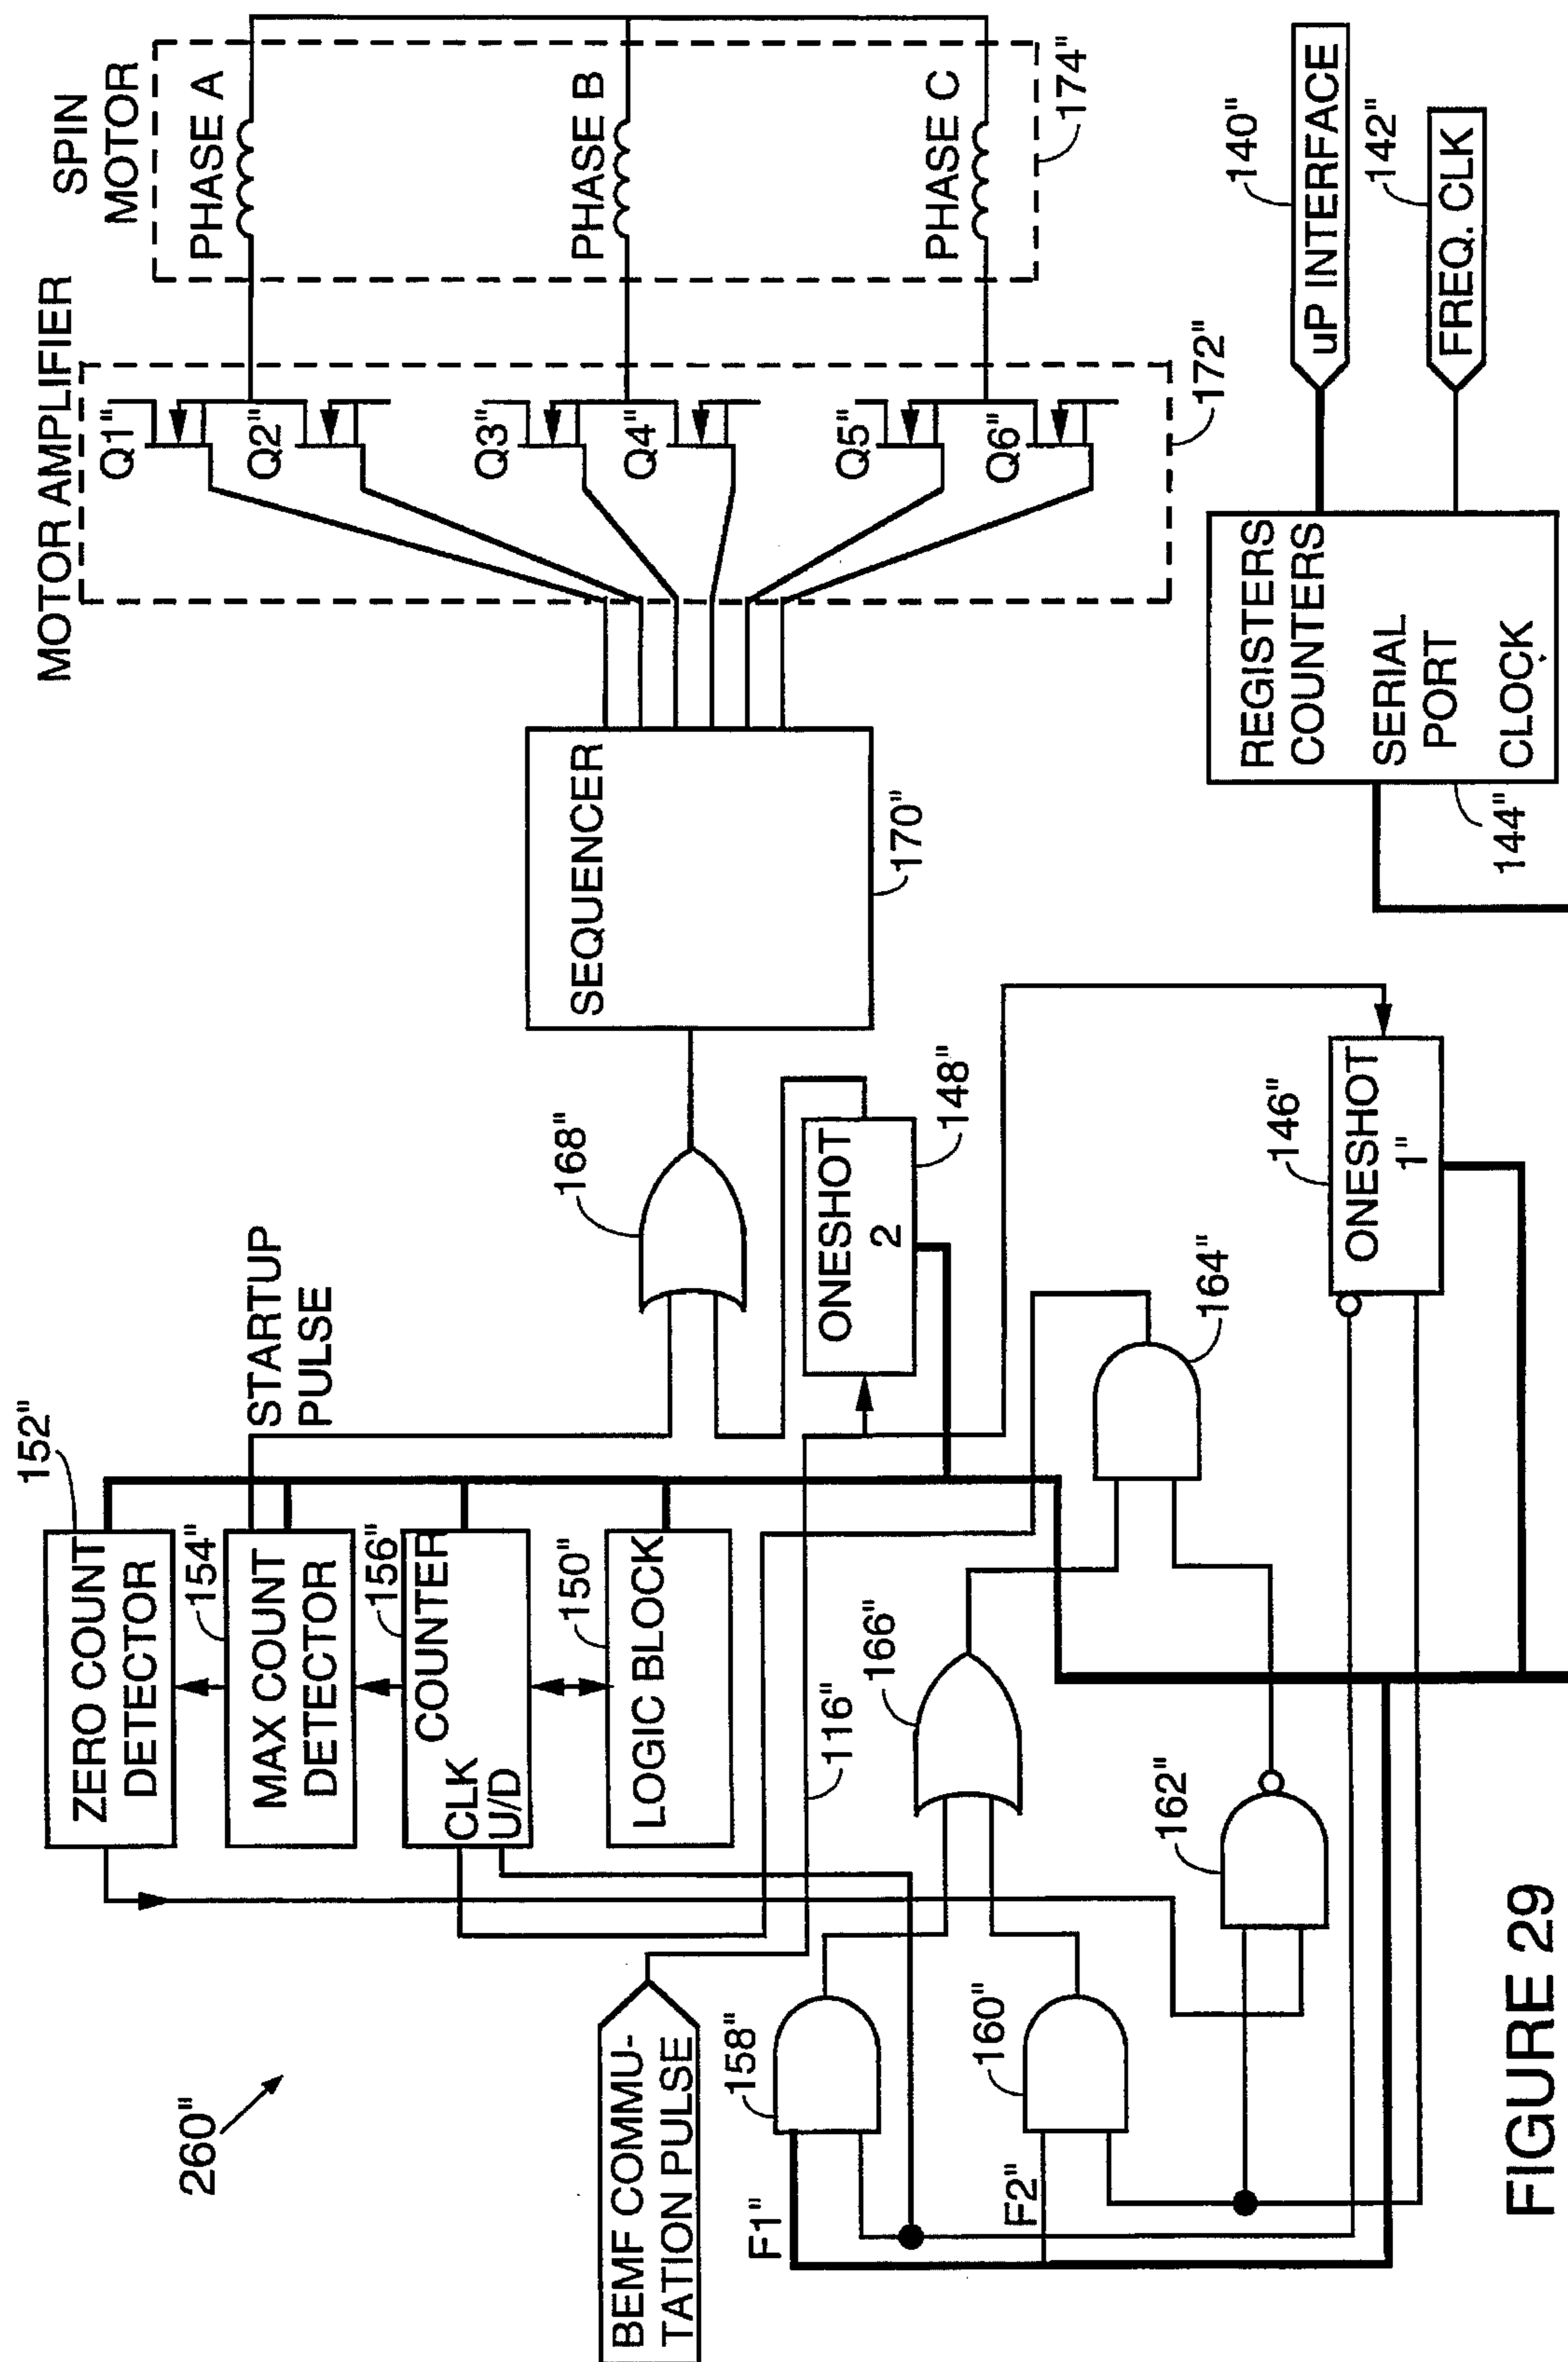 260"
152"
ZERO COUNT
DETECTOR
154"
MAX COUNT
DETECTOR
156"
COUNTER
CLK
U/D
150"
LOGIC BLOCK
STARTUP
PULSE
BEMF COMMU-
TATION PULSE
116"
168"
ONESHOT
2
148"
SEQUENCER
170"
MOTOR AMPLIFIER
Q1"
Q2"
Q3"
Q4"
Q5"
Q6"
172"
SPIN
MOTOR
PHASE A
PHASE B
PHASE C
174"
F1"
158"
F2"
160"
166"
162"
164"
146"
ONESHOT
1"
REGISTERS
COUNTERS
SERIAL
PORT
CLOCK
144"
140"
uP INTERFACE
142"
FREQ. CLK
FIGURE 29